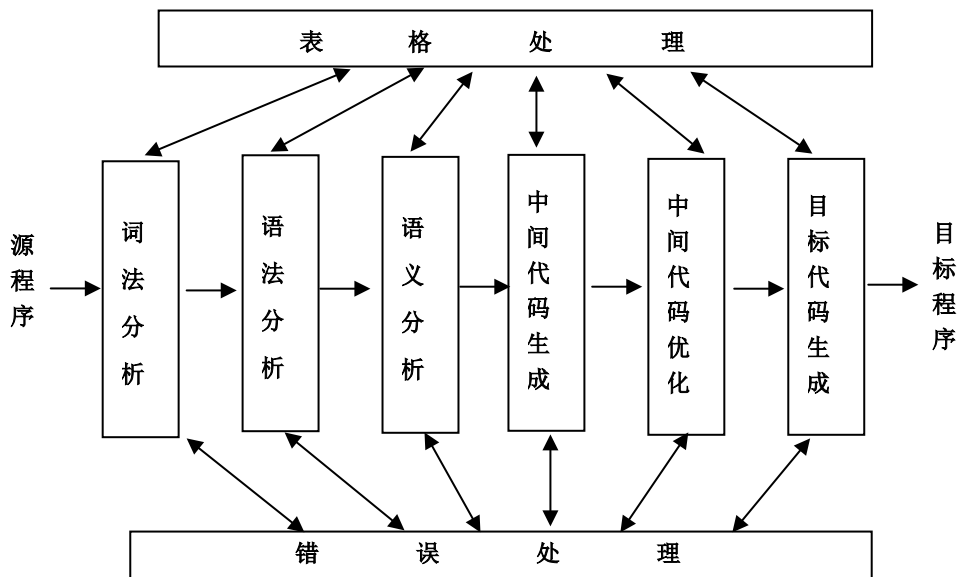 表格处理
源程序
词法分析
语法分析
语义分析
中间代码生成
中间代码优化
目标代码生成
目标程序
错误处理